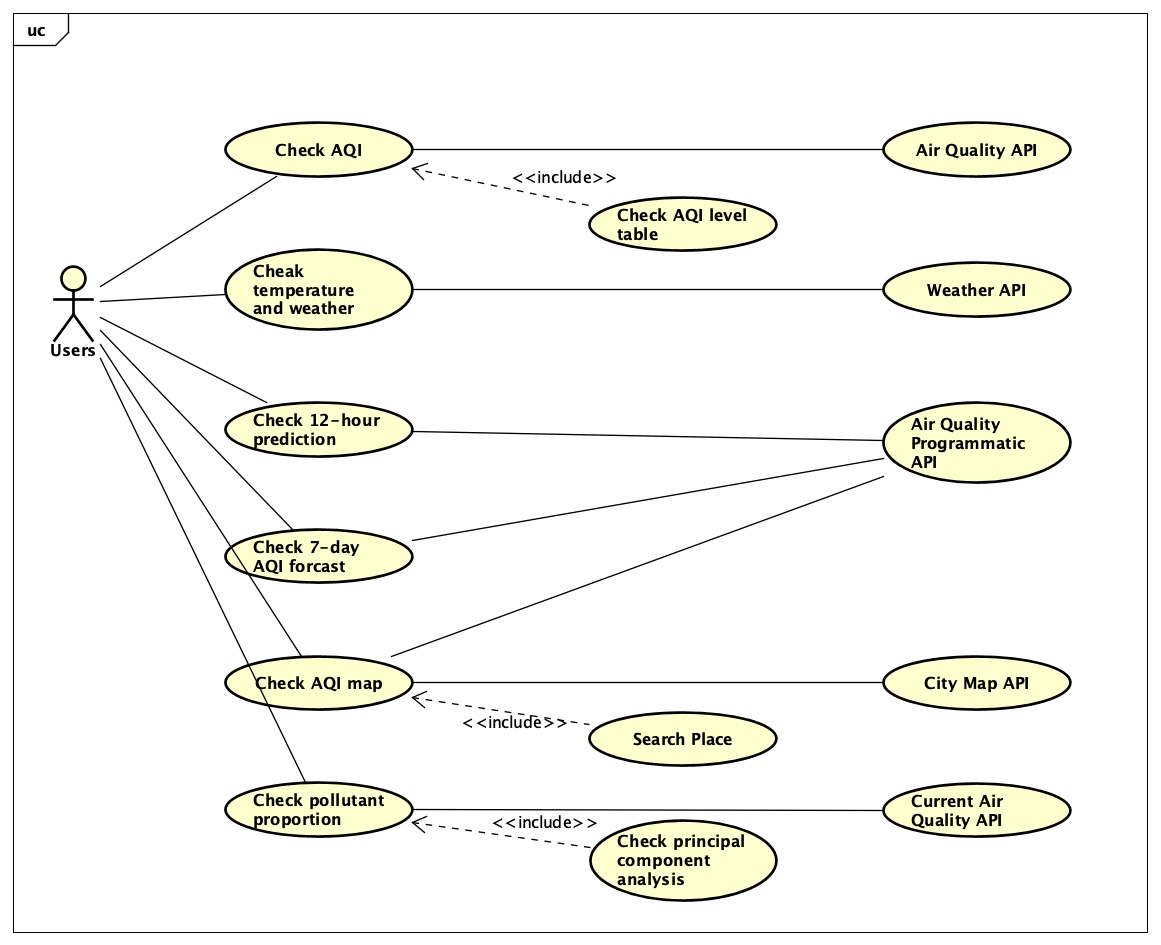 uc
Check AQI
Air Quality API
<<include>>
Check AQI level
table
Cheak
temperature
and weather
Weather API
Users
Check 12-hour
prediction
Air Quality
Programmatic
API
Check 7-day
AQI forcast
Check AQI map
City Map API
<<include>>
Search Place
Check pollutant
proportion
Current Air
Quality API
<<include>>
Check principal
component
analysis